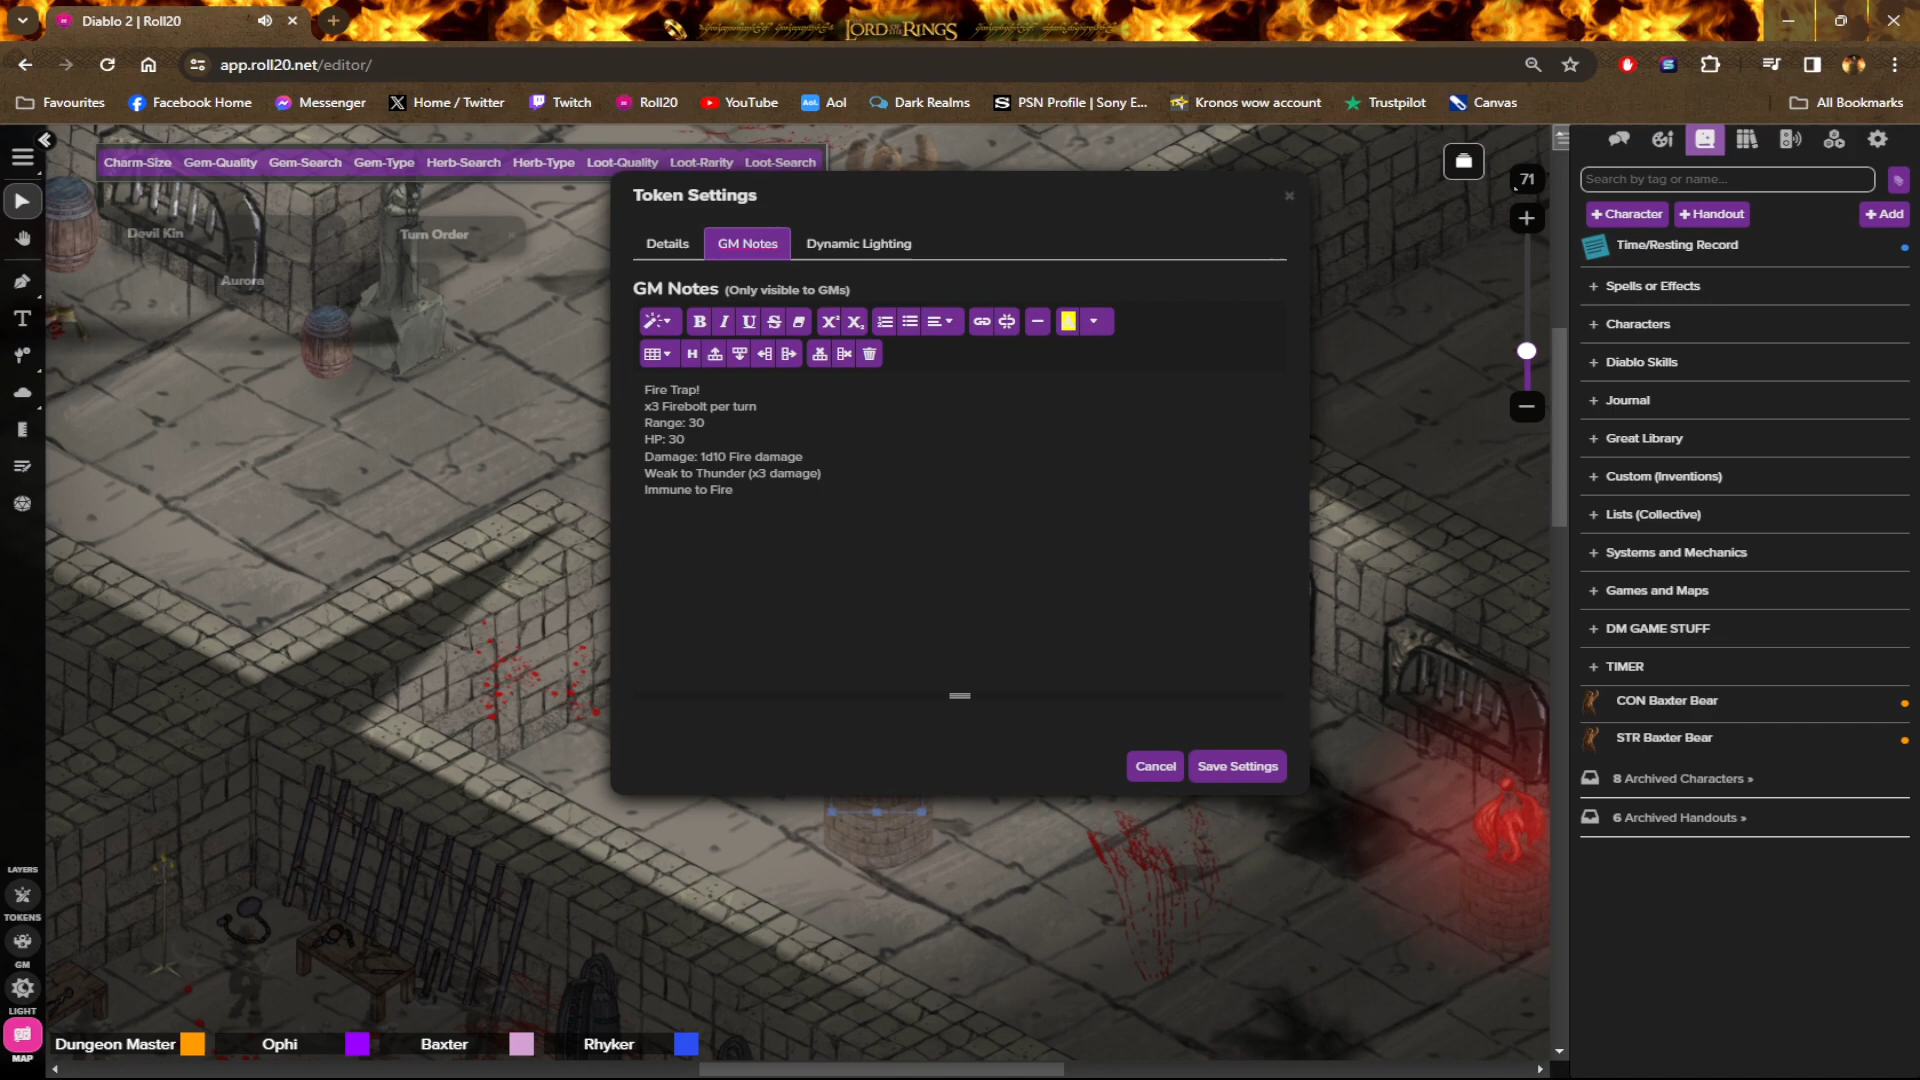 Diablo 2 | Roll20
THE LORD OF THE RINGS
app.roll20.net/editor/
Favourites
Facebook Home
Messenger
Home / Twitter
Twitch
Roll20
YouTube
Aol
Dark Realms
PSN Profile | Sony E...
Kronos wow account
Trustpilot
Canvas
All Bookmarks
Charm-Size Gem-Quality Gem-Search Gem-Type Herb-Search Herb-Type Loot-Quality Loot-Rarity Loot-Search
Devil Kin
Turn Order
Aurora
Token Settings
Details
GM Notes
Dynamic Lighting
GM Notes (Only visible to GMs)
Fire Trap!
x3 Firebolt per turn
Range: 30
HP: 30
Damage: 1d10 Fire damage
Weak to Thunder (x3 damage)
Immune to Fire
Cancel
Save Settings
71
Search by tag or name...
+ Character
+ Handout
+ Add
Time/Resting Record
+ Spells or Effects
+ Characters
+ Diablo Skills
+ Journal
+ Great Library
+ Custom (Inventions)
+ Lists (Collective)
+ Systems and Mechanics
+ Games and Maps
+ DM GAME STUFF
+ TIMER
CON Baxter Bear
STR Baxter Bear
8 Archived Characters »
6 Archived Handouts »
LAYERS
TOKENS
GM
LIGHT
MAP
Dungeon Master
Ophi
Baxter
Rhyker